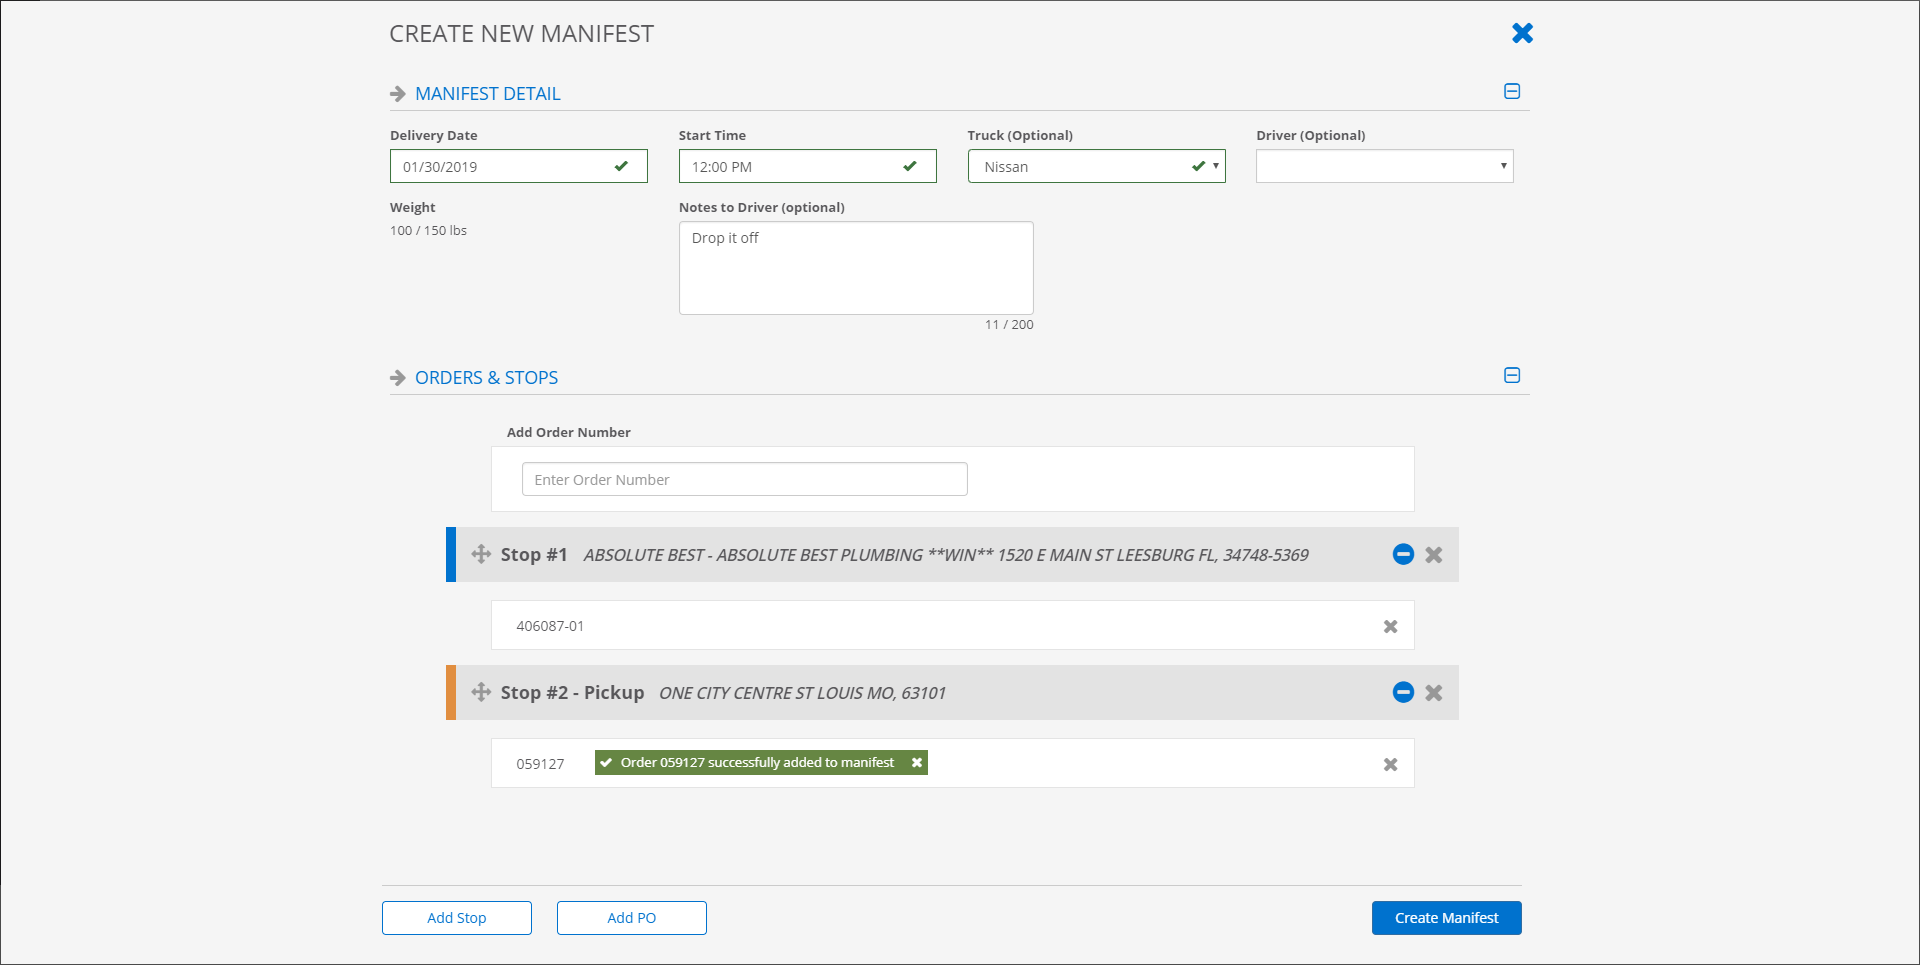 CREATE NEW MANIFEST
MANIFEST DETAIL
Delivery Date
Start Time
Truck (Optional)
Driver (Optional)
01/30/2019
12:00 PM
Nissan
Weight
Notes to Driver (optional)
100 / 150 lbs
Drop it off
11 / 200
ORDERS & STOPS
Add Order Number
Enter Order Number
Stop #1 ABSOLUTE BEST - ABSOLUTE BEST PLUMBING **WIN** 1520 E MAIN ST LEESBURG FL, 34748-5369
406087-01
Stop #2 - Pickup ONE CITY CENTRE ST LOUIS MO, 63101
059127 Order 059127 successfully added to manifest
Add Stop
Add PO
Create Manifest